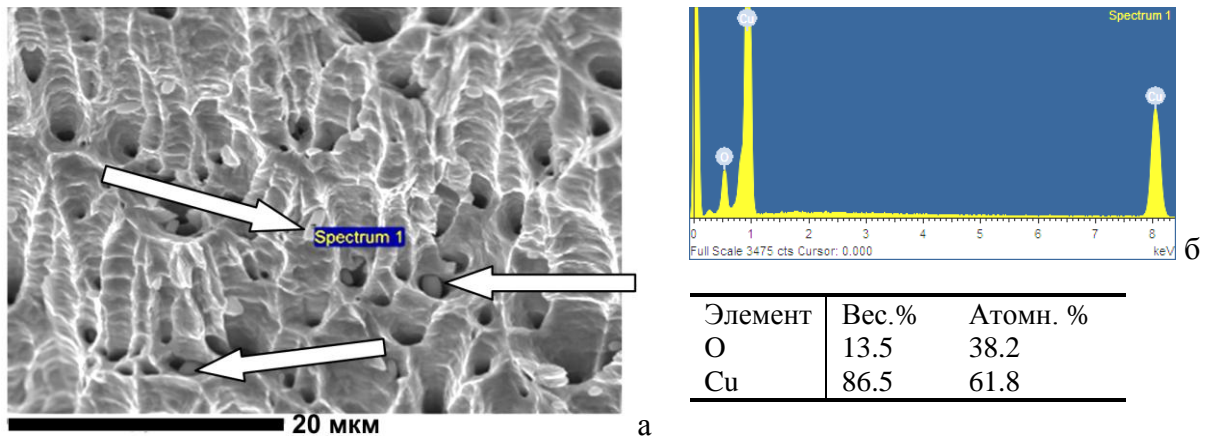 Spectrum 1
20 мкм
а
Spectrum 1
Cu
O
Cu
0 1 2 3 4 5 6 7 8
Full Scale 3475 cts Cursor: 0.000 keV
б
Элемент Вес.% Атомн. %
O 13.5 38.2
Cu 86.5 61.8